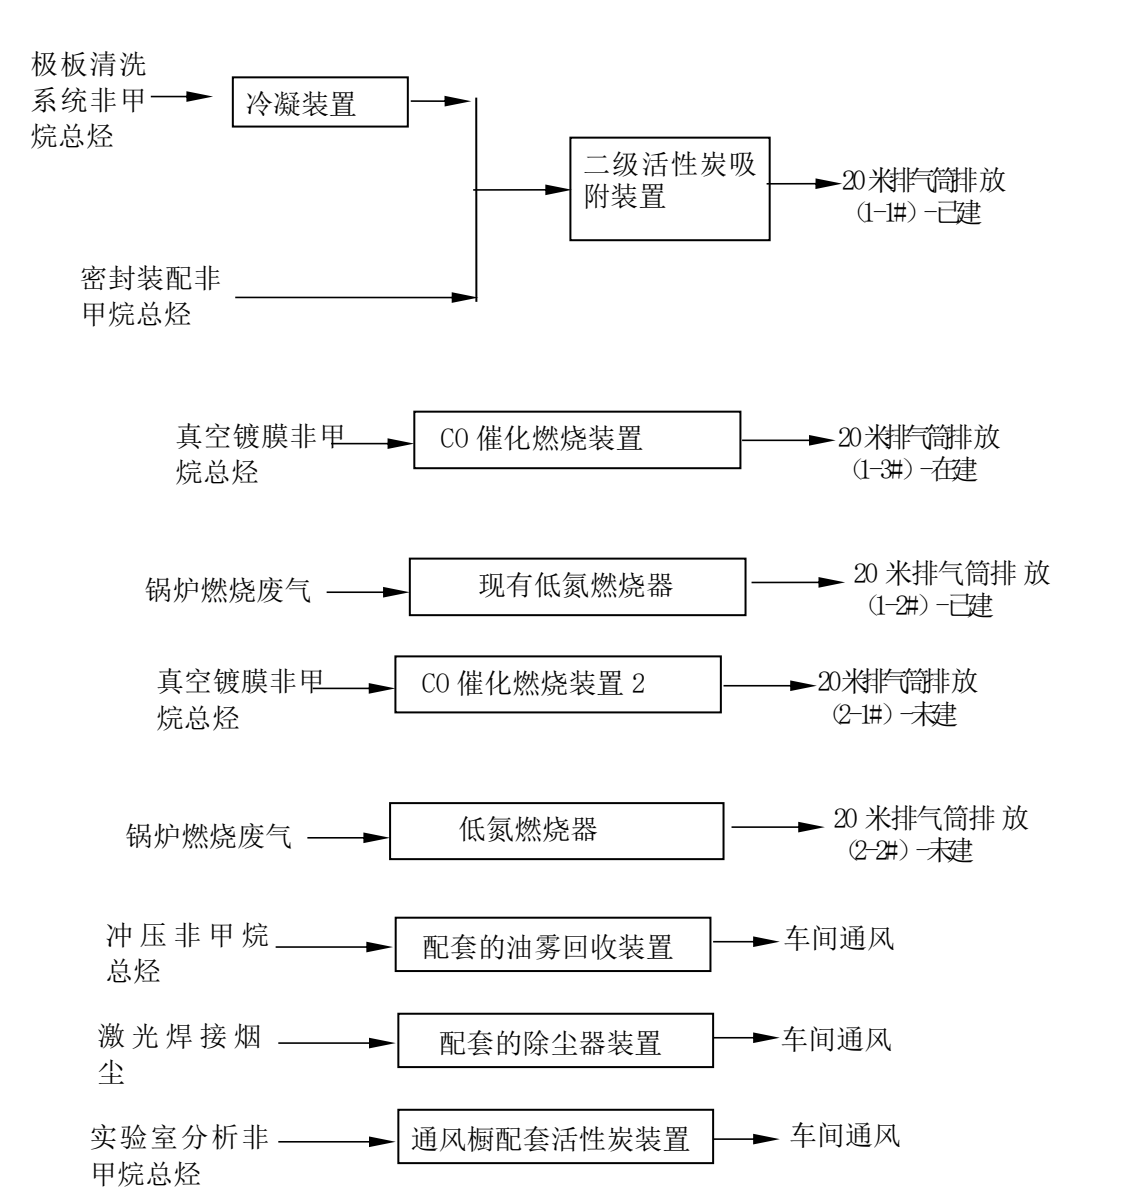 极板清洗
系统非甲
烷总烃
冷凝装置
二级活性炭吸
附装置
20米排气筒排放
（1-1#）-已建
密封装配非
甲烷总烃
真空镀膜非甲
烷总烃
CO 催化燃烧装置
20米排气筒排放
（1-3#）-在建
锅炉燃烧废气
现有低氮燃烧器
20 米排气筒排 放
（1-2#）-已建
真空镀膜非甲
烷总烃
CO 催化燃烧装置 2
20米排气筒排放
（2-1#）-未建
锅炉燃烧废气
低氮燃烧器
20 米排气筒排 放
（2-2#）-未建
冲压非甲烷
总烃
配套的油雾回收装置
车间通风
激光焊接烟
尘
配套的除尘器装置
车间通风
实验室分析非
甲烷总烃
通风橱配套活性炭装置
车间通风